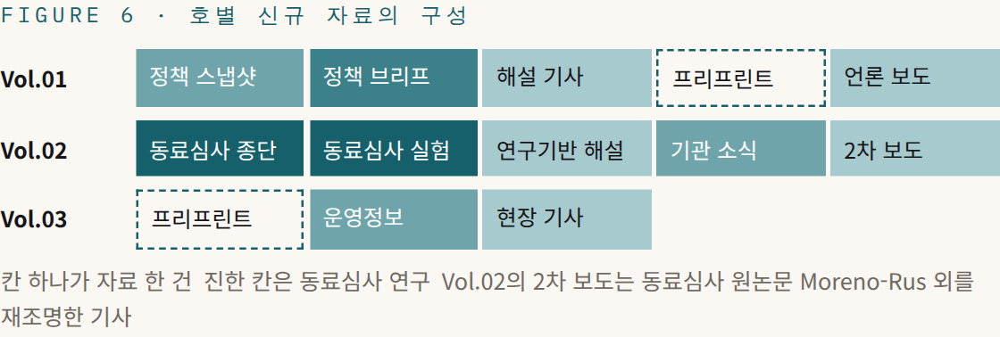 FIGURE 6 · 호별 신규 자료의 구성
Vol.01 정책 스냅샷 정책 브리프 해설 기사 프리프린트 언론 보도
Vol.02 동료심사 종단 동료심사 실험 연구기반 해설 기관 소식 2차 보도
Vol.03 프리프린트 운영정보 현장 기사
칸 하나가 자료 한 건 진한 칸은 동료심사 연구 Vol.02의 2차 보도는 동료심사 원논문 Moreno-Rus 외를
재조명한 기사